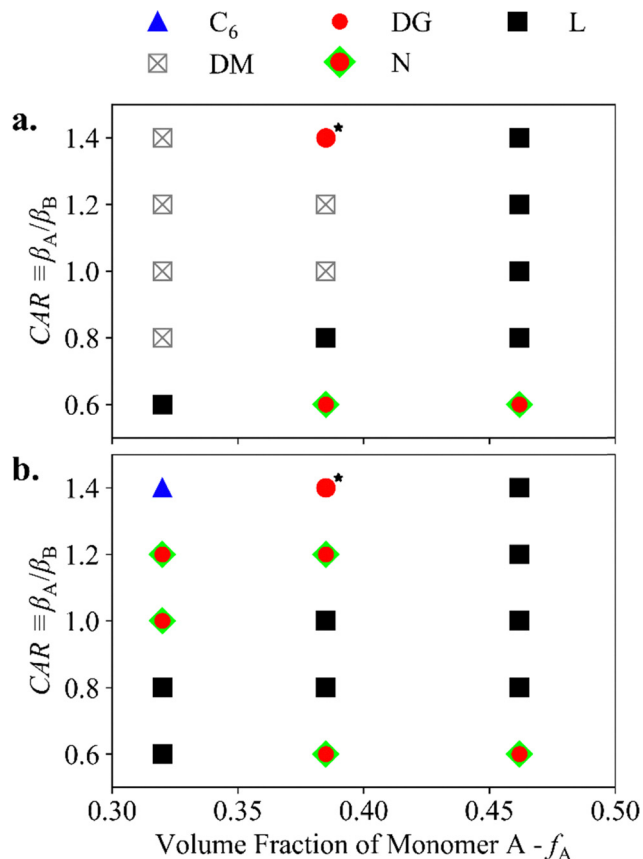 C₆ DG L
DM N
a.
1.4
1.2
1.0
0.8
0.6
CAR ≡ βA/βB
*
b.
1.4
1.2
1.0
0.8
0.6
CAR ≡ βA/βB
*
0.30 0.35 0.40 0.45 0.50
Volume Fraction of Monomer A - fA